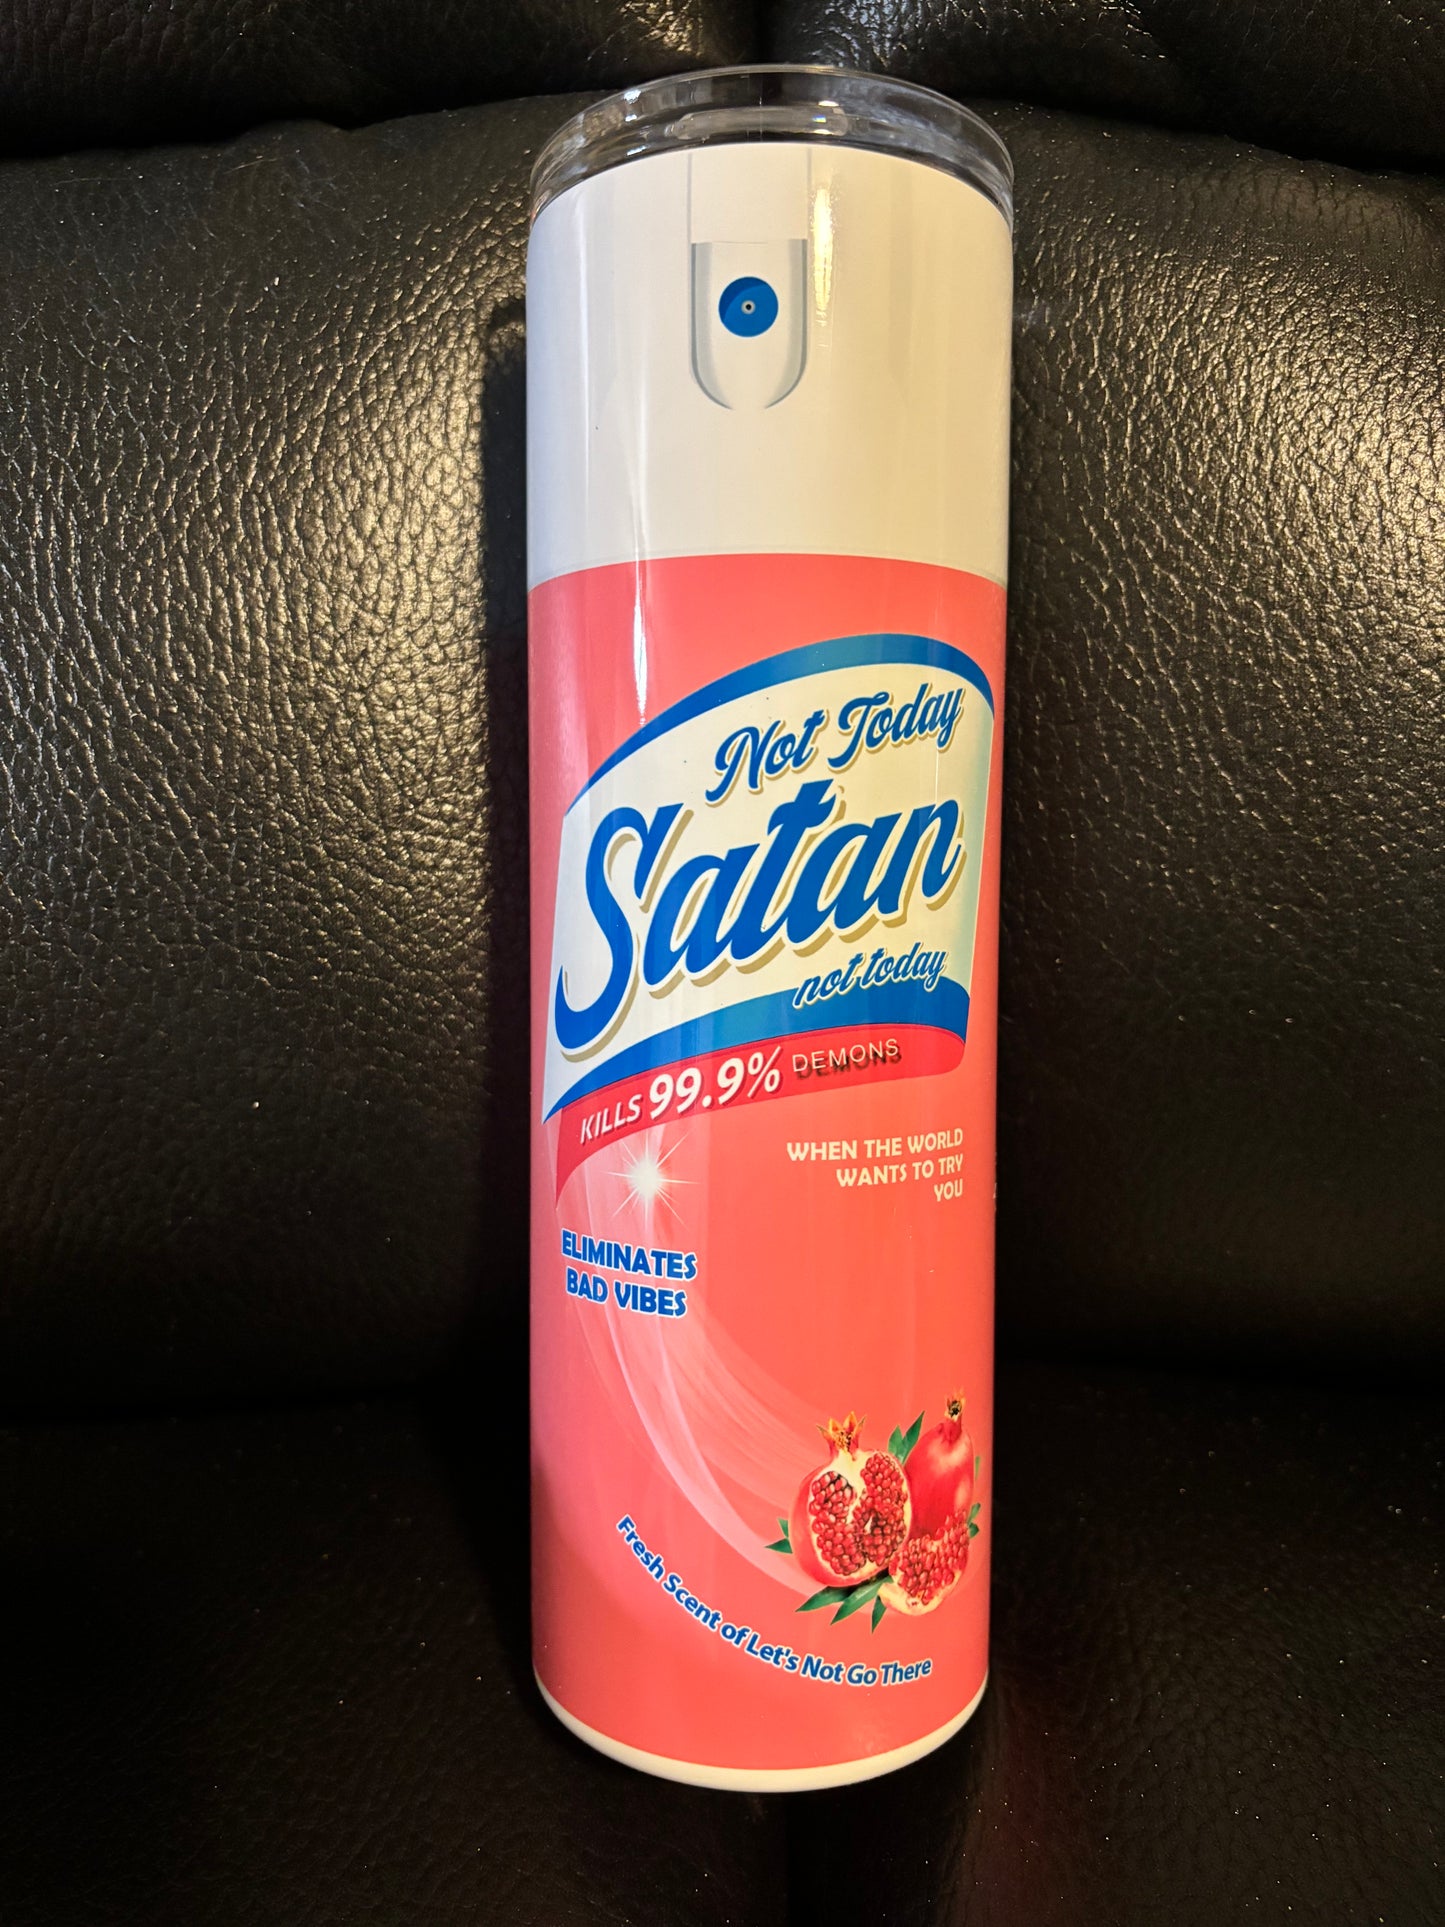 Not Today
Satan
not today
KILLS 99.9% DEMONS
WHEN THE WORLD
WANTS TO TRY
YOU
ELIMINATES
BAD VIBES
Fresh Scent of Let's Not Go There